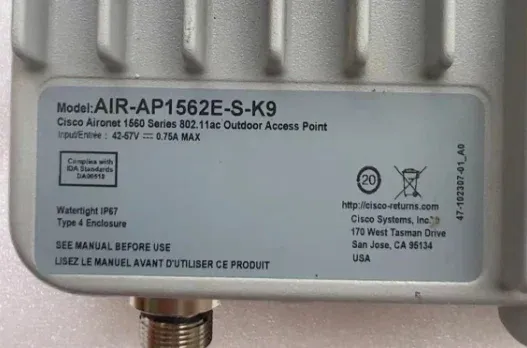 Model:AIR-AP1562E-S-K9
Cisco Aironet 1560 Series 802.11ac Outdoor Access Point
Input/Entrée : 42-57V ⎓ 0.75A MAX
Complies with
IDA Standards
DA00518
20
http://cisco-returns.com
Cisco Systems, Inc.
170 West Tasman Drive
San Jose, CA 95134
USA
47-102307-01_A0
Watertight IP67
Type 4 Enclosure
SEE MANUAL BEFORE USE
LISEZ LE MANUEL AVANT D'UTILISER CE PRODUIT